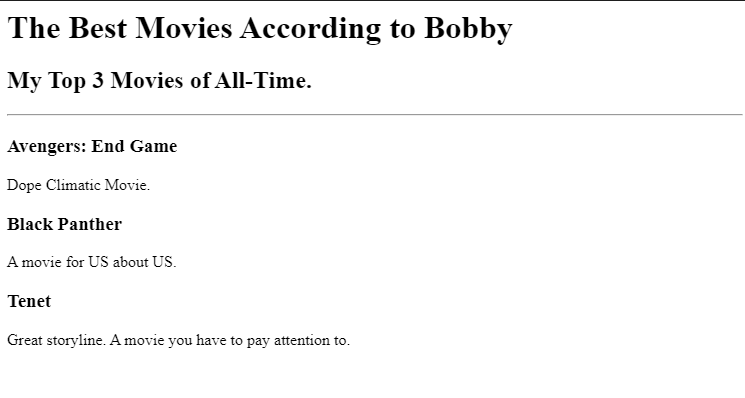 The Best Movies According to Bobby
My Top 3 Movies of All-Time.
Avengers: End Game
Dope Climatic Movie.
Black Panther
A movie for US about US.
Tenet
Great storyline. A movie you have to pay attention to.